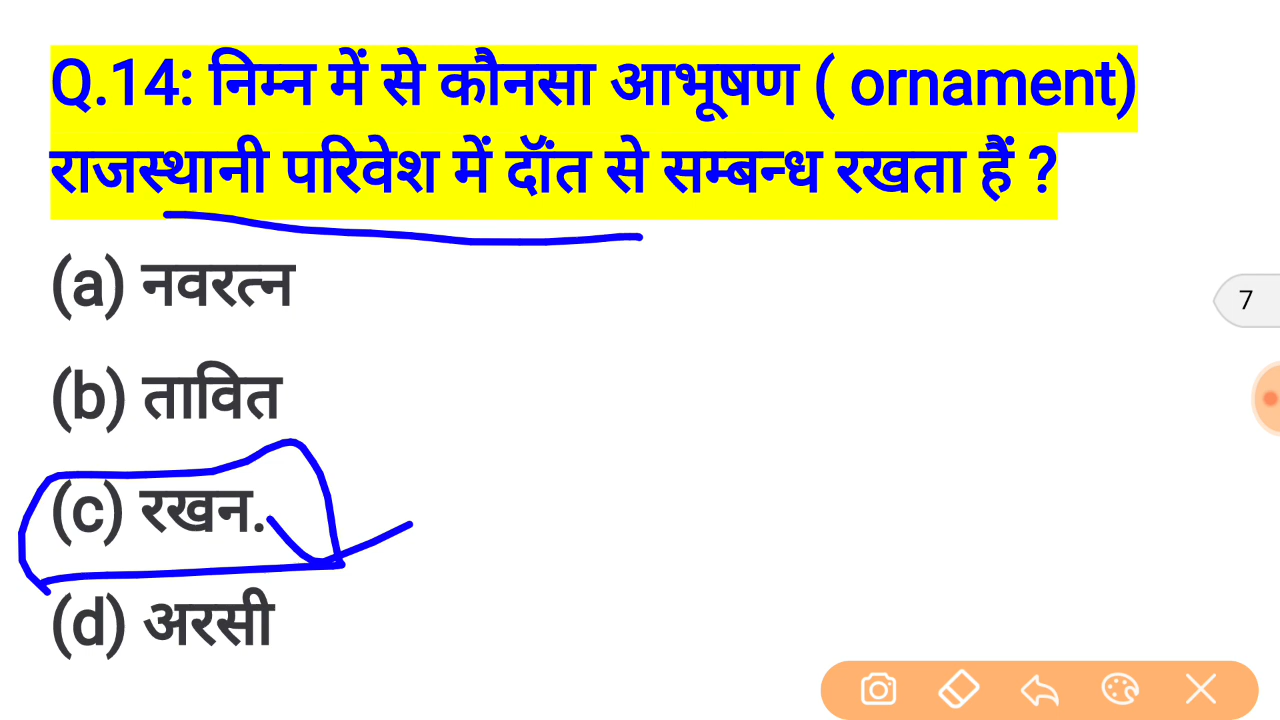 Q.14: निम्न में से कौनसा आभूषण ( ornament)
राजस्थानी परिवेश में दॉंत से सम्बन्ध रखता हैं ?
(a) नवरत्न
(b) तावित
(c) रखन.
(d) अरसी
7